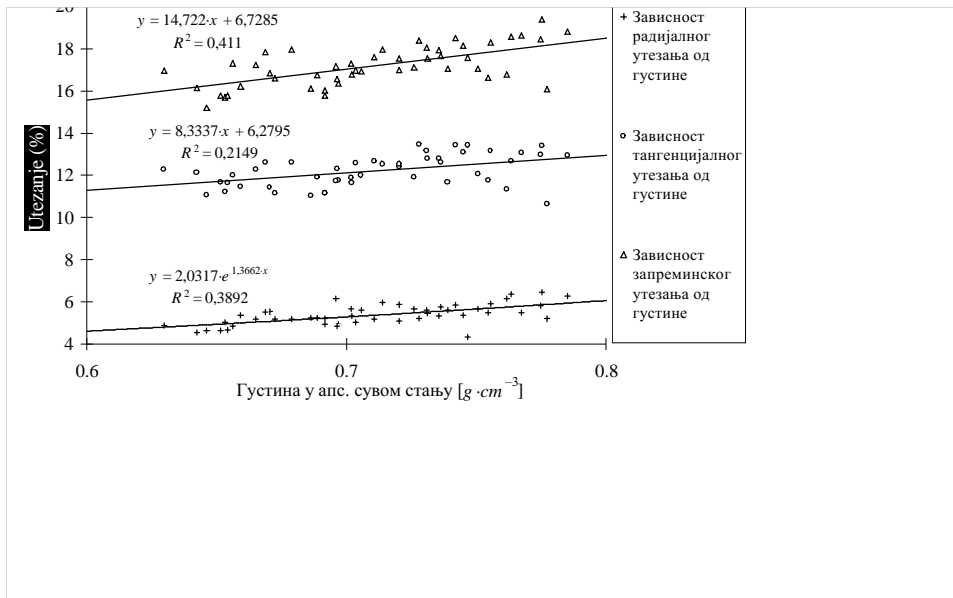 20
y = 14,722·x + 6,7285
R² = 0,411
18
16
14
y = 8,3337·x + 6,2795
R² = 0,2149
12
10
8
y = 2,0317·e^1,3662·x
R² = 0,3892
6
4
Utezanje (%)
0.6 0.7 0.8
Густина у апс. сувом стању [g·cm⁻³]
Зависност
радијалног
утезања од
густине
Зависност
тангенцијалног
утезања од
густине
Зависност
запреминског
утезања од
густине